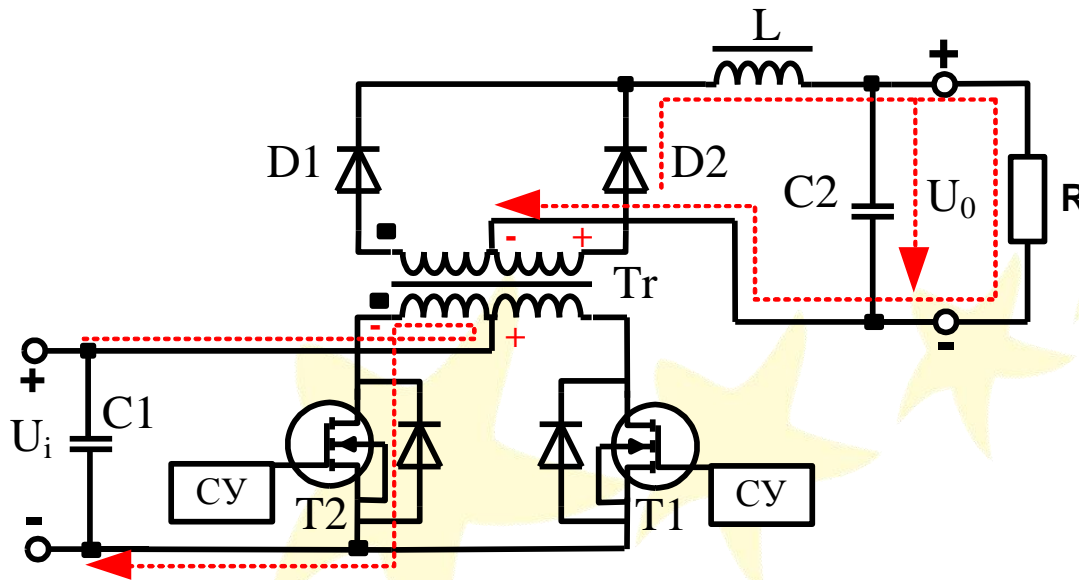 L
+
D1
D2
C2
U₀
R
-
+
Tr
-
+
-
+
C1
Uᵢ
СУ
T2
T1
СУ
-